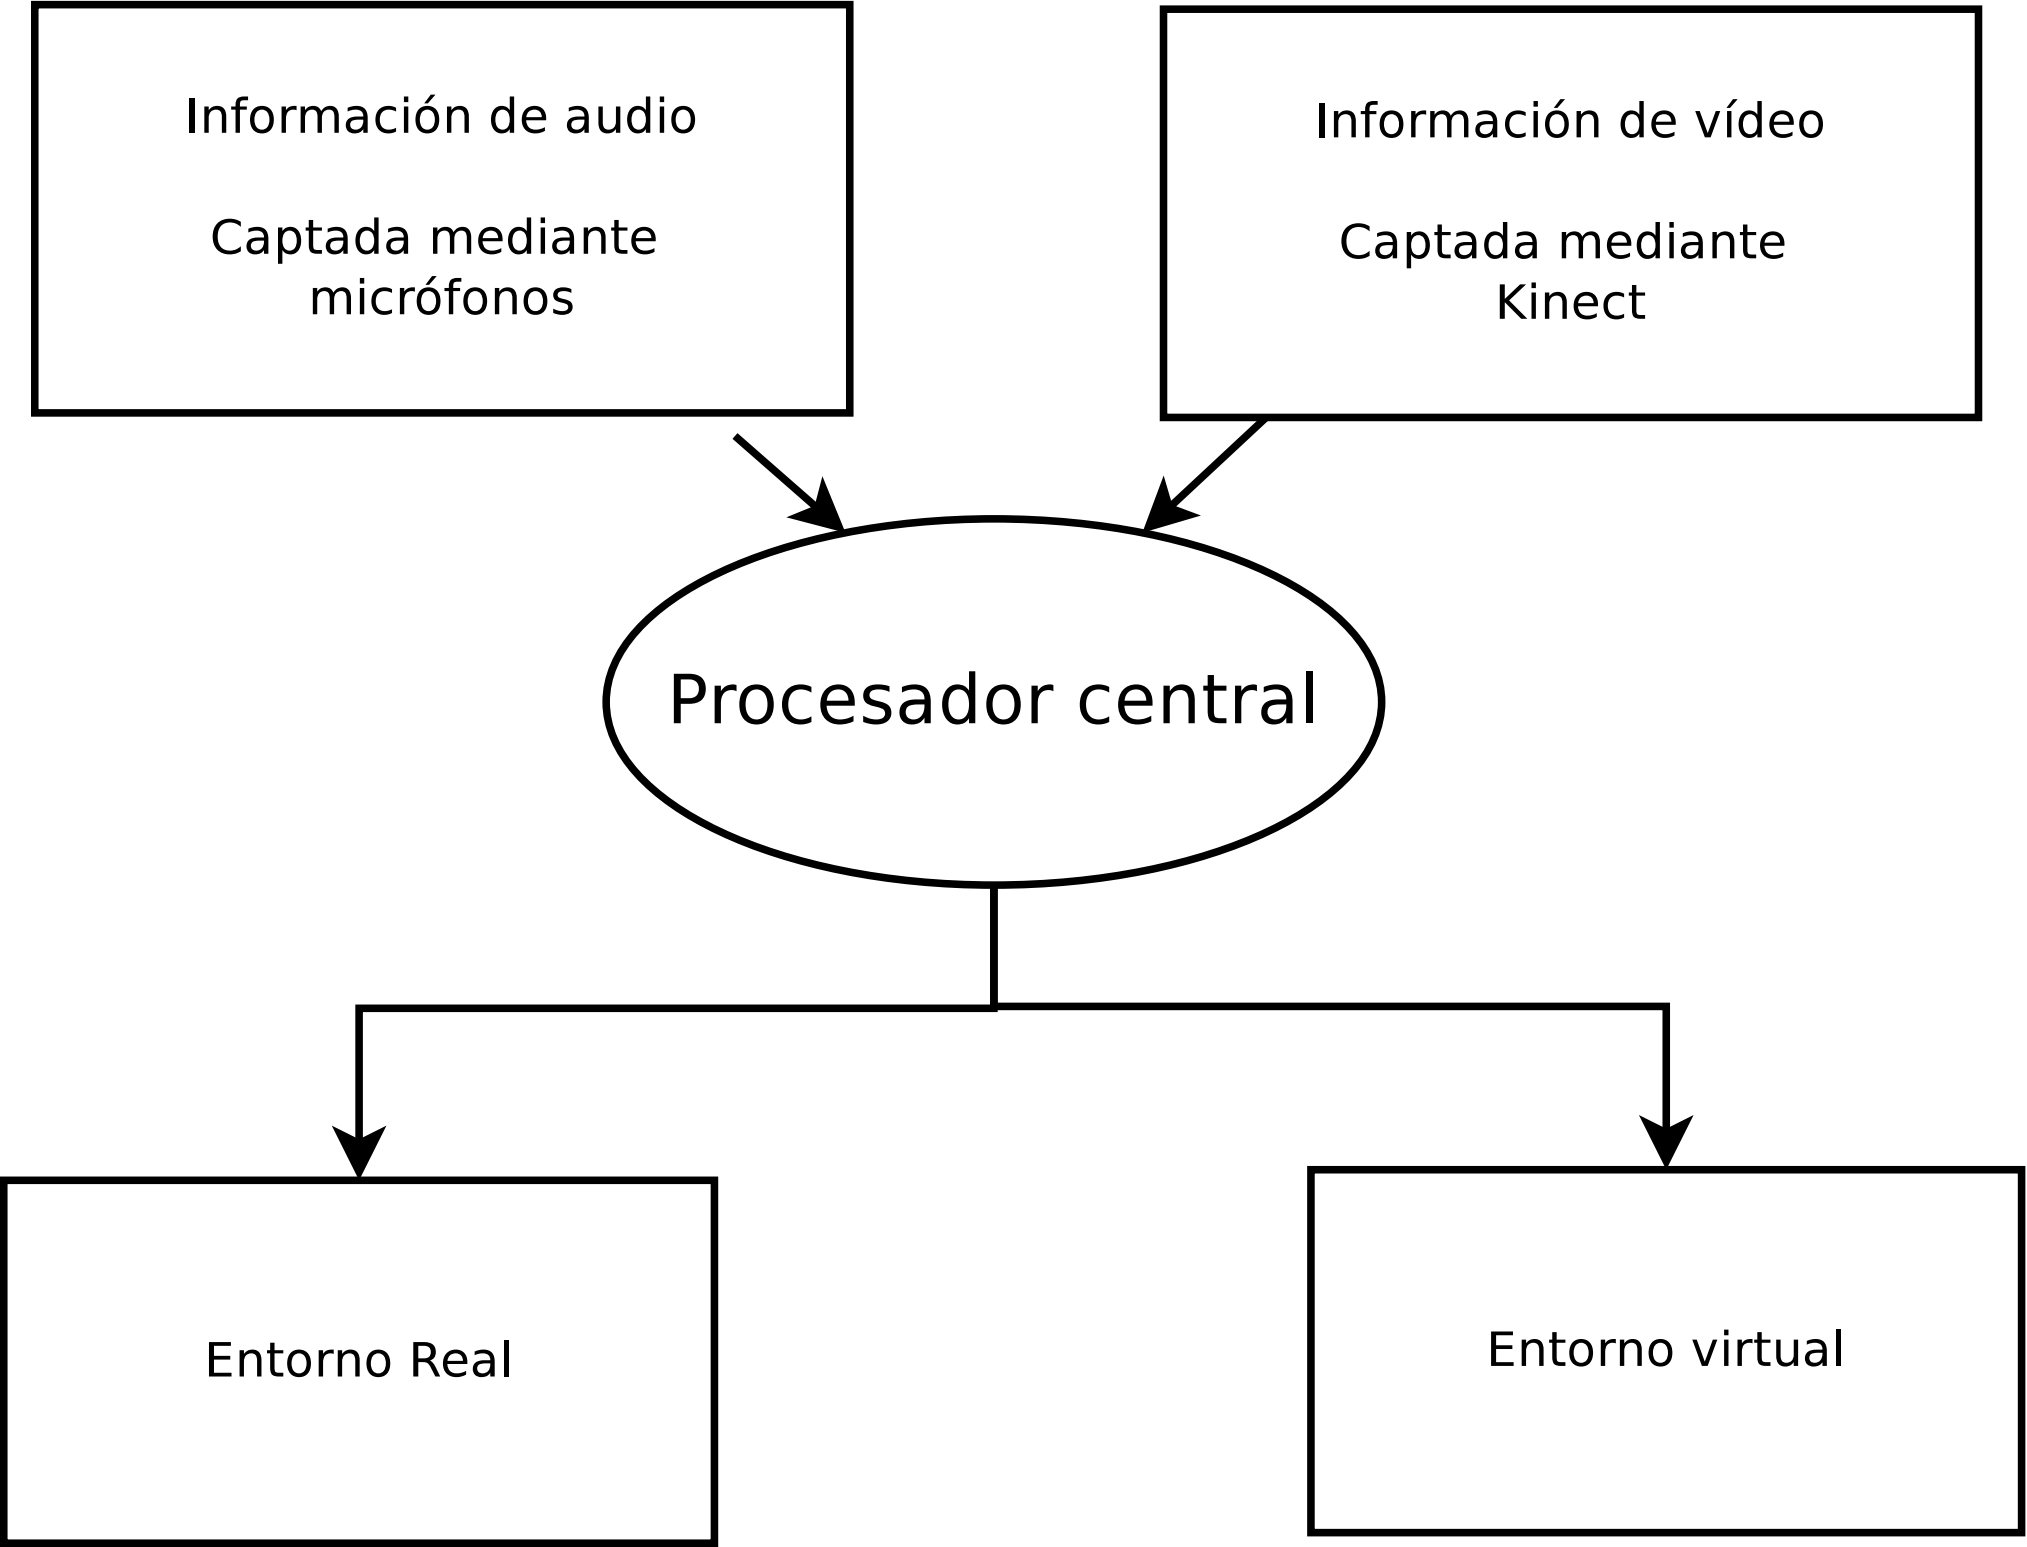 Información de audio
Captada mediante
micrófonos
Información de vídeo
Captada mediante
Kinect
Procesador central
Entorno Real
Entorno virtual